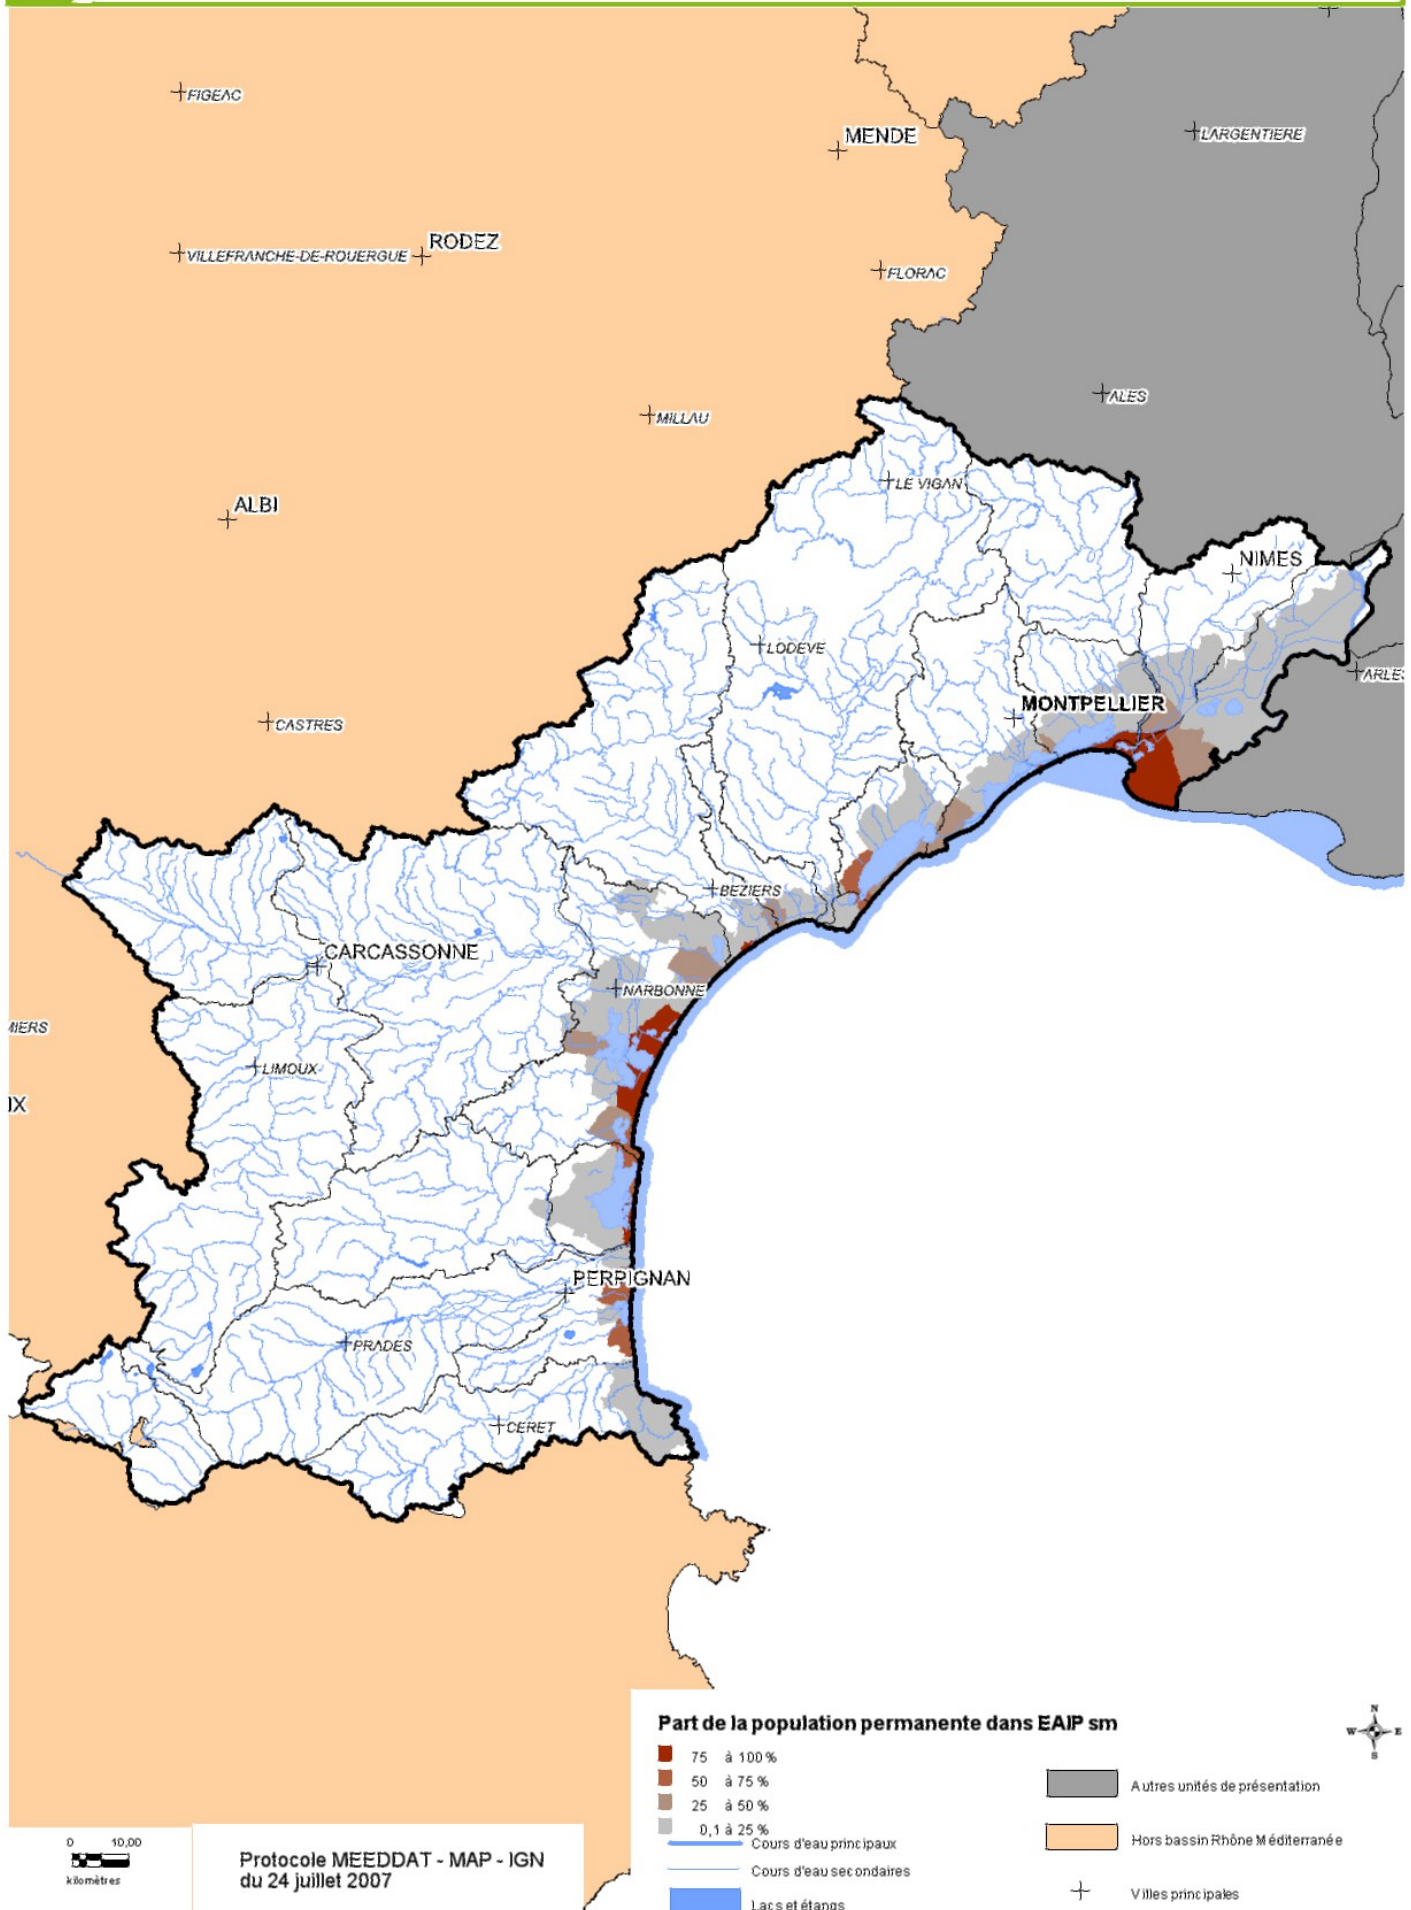 FIGEAC
MENDE
LARGENTIERE
VILLEFRANCHE-DE-ROUERGUE
RODEZ
FLORAC
ALES
MILLAU
LE VIGAN
ALBI
NIMES
LODEVE
ARLES
MONTPELLIER
CASTRES
BEZIERS
CARCASSONNE
NARBONNE
MIERS
LIMOUX
IX
PERPIGNAN
PRADES
CERET
Part de la population permanente dans EAIP sm
75 à 100 %
50 à 75 %
25 à 50 %
0,1 à 25 %
Cours d'eau principaux
Cours d'eau secondaires
Lacs et étangs
Autres unités de présentation
Hors bassin Rhône Méditerranée
Villes principales
N
W E
S
0 10,00
kilomètres
Protocole MEEDDAT - MAP - IGN
du 24 juillet 2007